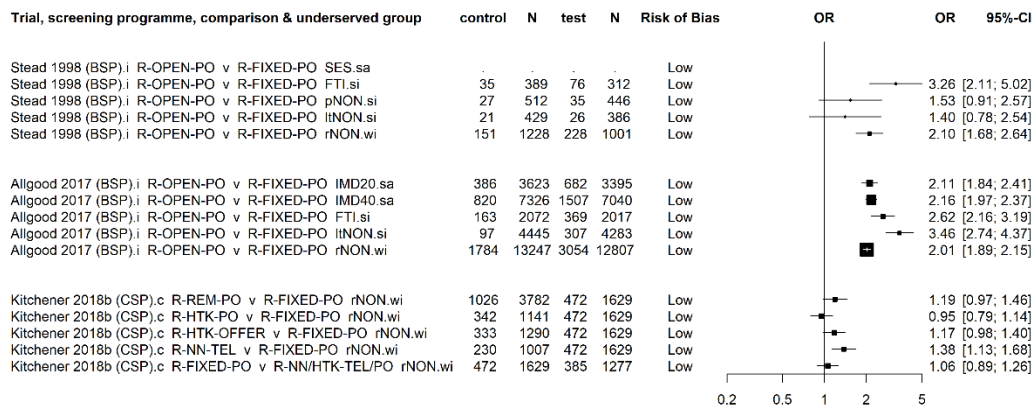 Trial, screening programme, comparison & underserved group control N test N Risk of Bias OR OR 95%-CI
Stead 1998 (BSP).i R-OPEN-PO v R-FIXED-PO SES.sa . . . . Low
Stead 1998 (BSP).i R-OPEN-PO v R-FIXED-PO FTI.si 35 389 76 312 Low 3.26 [2.11; 5.02]
Stead 1998 (BSP).i R-OPEN-PO v R-FIXED-PO pNON.si 27 512 35 446 Low 1.53 [0.91; 2.57]
Stead 1998 (BSP).i R-OPEN-PO v R-FIXED-PO ltNON.si 21 429 26 386 Low 1.40 [0.78; 2.54]
Stead 1998 (BSP).i R-OPEN-PO v R-FIXED-PO rNON.wi 151 1228 228 1001 Low 2.10 [1.68; 2.64]
Allgood 2017 (BSP).i R-OPEN-PO v R-FIXED-PO IMD20.sa 386 3623 682 3395 Low 2.11 [1.84; 2.41]
Allgood 2017 (BSP).i R-OPEN-PO v R-FIXED-PO IMD40.sa 820 7326 1507 7040 Low 2.16 [1.97; 2.37]
Allgood 2017 (BSP).i R-OPEN-PO v R-FIXED-PO FTI.si 163 2072 369 2017 Low 2.62 [2.16; 3.19]
Allgood 2017 (BSP).i R-OPEN-PO v R-FIXED-PO ltNON.si 97 4445 307 4283 Low 3.46 [2.74; 4.37]
Allgood 2017 (BSP).i R-OPEN-PO v R-FIXED-PO rNON.wi 1784 13247 3054 12807 Low 2.01 [1.89; 2.15]
Kitchener 2018b (CSP).c R-REM-PO v R-FIXED-PO rNON.wi 1026 3782 472 1629 Low 1.19 [0.97; 1.46]
Kitchener 2018b (CSP).c R-HTK-PO v R-FIXED-PO rNON.wi 342 1141 472 1629 Low 0.95 [0.79; 1.14]
Kitchener 2018b (CSP).c R-HTK-OFFER v R-FIXED-PO rNON.wi 333 1290 472 1629 Low 1.17 [0.98; 1.40]
Kitchener 2018b (CSP).c R-NN-TEL v R-FIXED-PO rNON.wi 230 1007 472 1629 Low 1.38 [1.13; 1.68]
Kitchener 2018b (CSP).c R-FIXED-PO v R-NN/HTK-TEL/PO rNON.wi 472 1629 385 1277 Low 1.06 [0.89; 1.26]
0.2 0.5 1 2 5